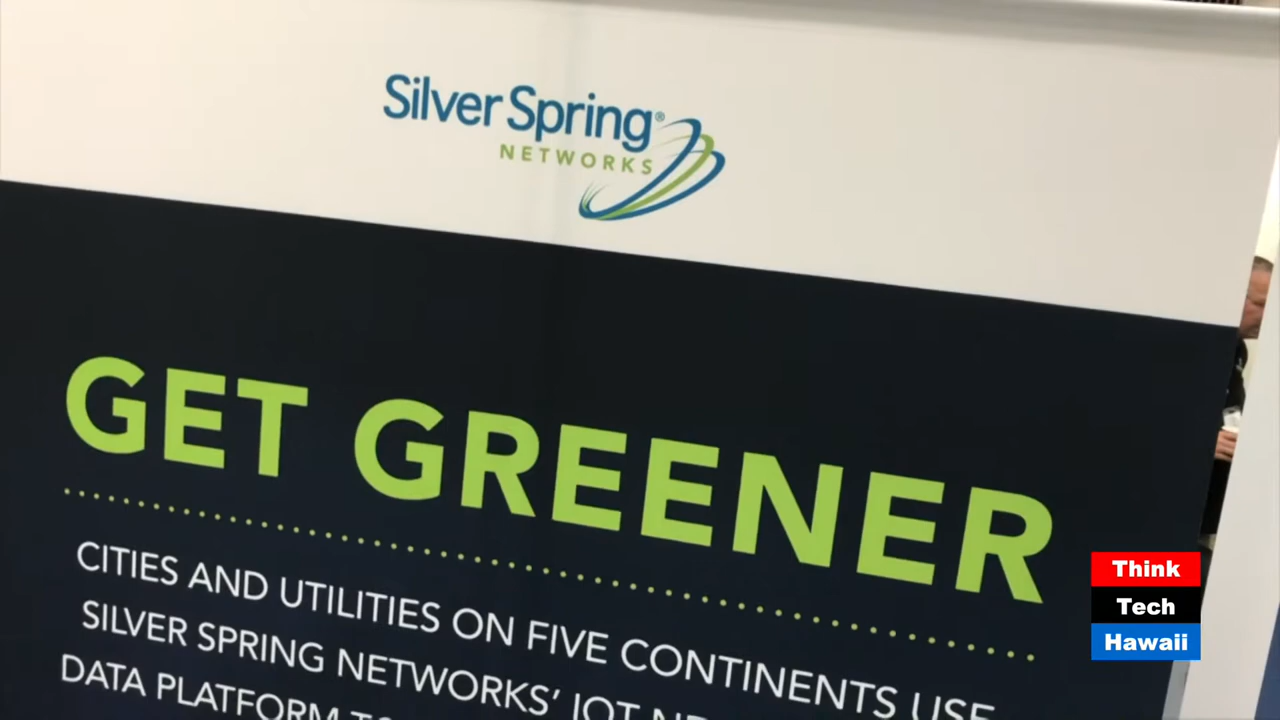 Silver Spring®
NETWORKS
GET GREENER
CITIES AND UTILITIES ON FIVE CONTINENTS USE
SILVER SPRING NETWORKS' IOT
DATA PLATFORM
Think
Tech
Hawaii